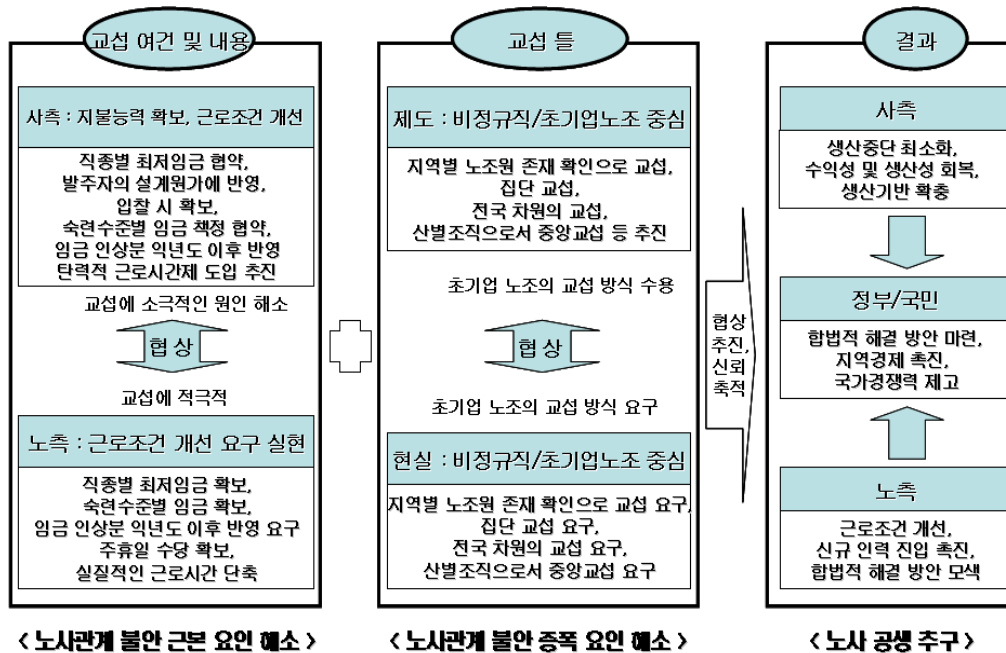 교섭 여건 및 내용
사측 : 지불능력 확보, 근로조건 개선
직종별 최저임금 협약,
발주자의 설계원가에 반영,
입찰 시 확보,
숙련수준별 임금 책정 협약,
임금 인상분 익년도 이후 반영
탄력적 근로시간제 도입 추진
교섭에 소극적인 원인 해소
협 상
교섭에 적극적
노측 : 근로조건 개선 요구 실현
직종별 최저임금 확보,
숙련수준별 임금 확보,
임금 인상분 익년도 이후 반영 요구
주휴일 수당 확보,
실질적인 근로시간 단축
< 노사관계 불안 근본 요인 해소 >
교섭 틀
제도 : 비정규직/초기업노조 중심
지역별 노조원 존재 확인으로 교섭,
집단 교섭,
전국 차원의 교섭,
산별조직으로서 중앙교섭 등 추진
초기업 노조의 교섭 방식 수용
협 상
초기업 노조의 교섭 방식 요구
현실 : 비정규직/초기업노조 중심
지역별 노조원 존재 확인으로 교섭 요구,
집단 교섭 요구,
전국 차원의 교섭 요구,
산별조직으로서 중앙교섭 요구
< 노사관계 불안 증폭 요인 해소 >
협상
추진,
신뢰
축적
결과
사측
생산중단 최소화,
수익성 및 생산성 회복,
생산기반 확충
정부/국민
합법적 해결 방안 마련,
지역경제 촉진,
국가경쟁력 제고
노측
근로조건 개선,
신규 인력 진입 촉진,
합법적 해결 방안 모색
< 노사 공생 추구 >